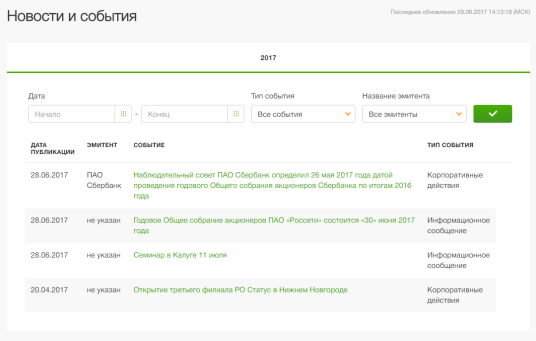 Новости и события
Последнее обновление 29.06.2017 14:13:18 (МСК)
2017
Дата
Тип события
Название эмитента
Начало
-
Конец
Все события
Все эмитенты
ДАТА ПУБЛИКАЦИИ
ЭМИТЕНТ
СОБЫТИЕ
ТИП СОБЫТИЯ
28.06.2017
ПАО
Сбербанк
Наблюдательный совет ПАО Сбербанк определил 26 мая 2017 года датой
проведения годового Общего собрания акционеров Сбербанка по итогам 2016
года
Корпоративные
действия
28.06.2017
не указан
Годовое Общее собрание акционеров ПАО «Россети» состоится «30» июня 2017
года
Информационное
сообщение
28.06.2017
не указан
Семинар в Калуге 11 июля
Информационное
сообщение
20.04.2017
не указан
Открытие третьего филиала РО Статус в Нижнем Новгороде
Корпоративные
действия